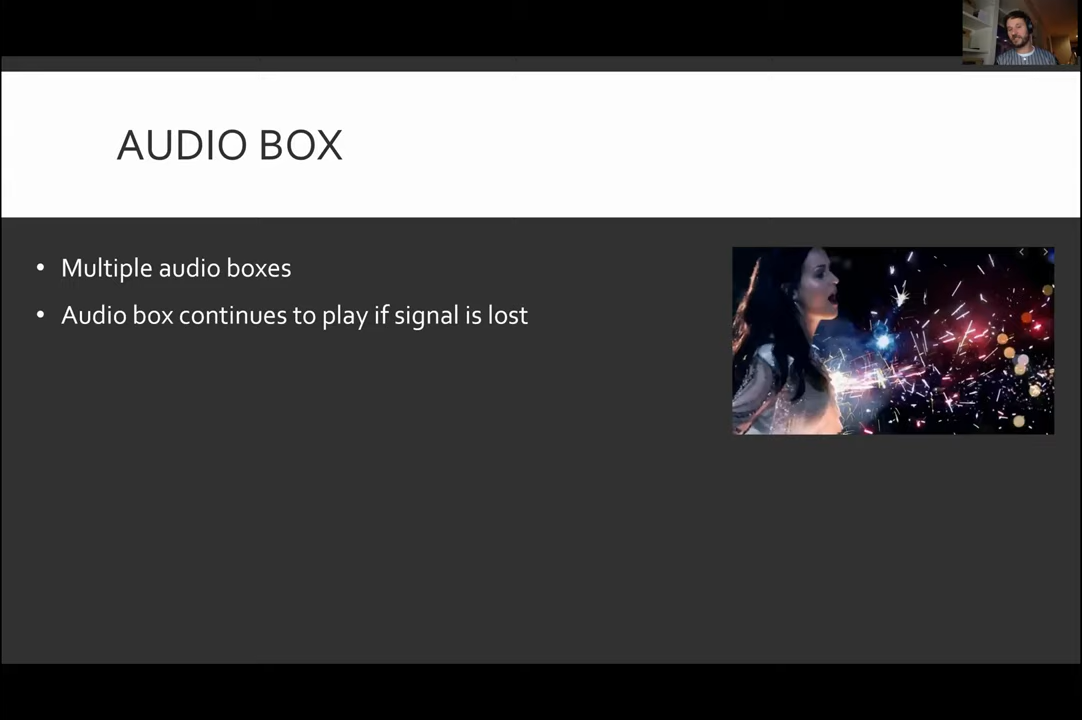 AUDIO BOX
• Multiple audio boxes
• Audio box continues to play if signal is lost